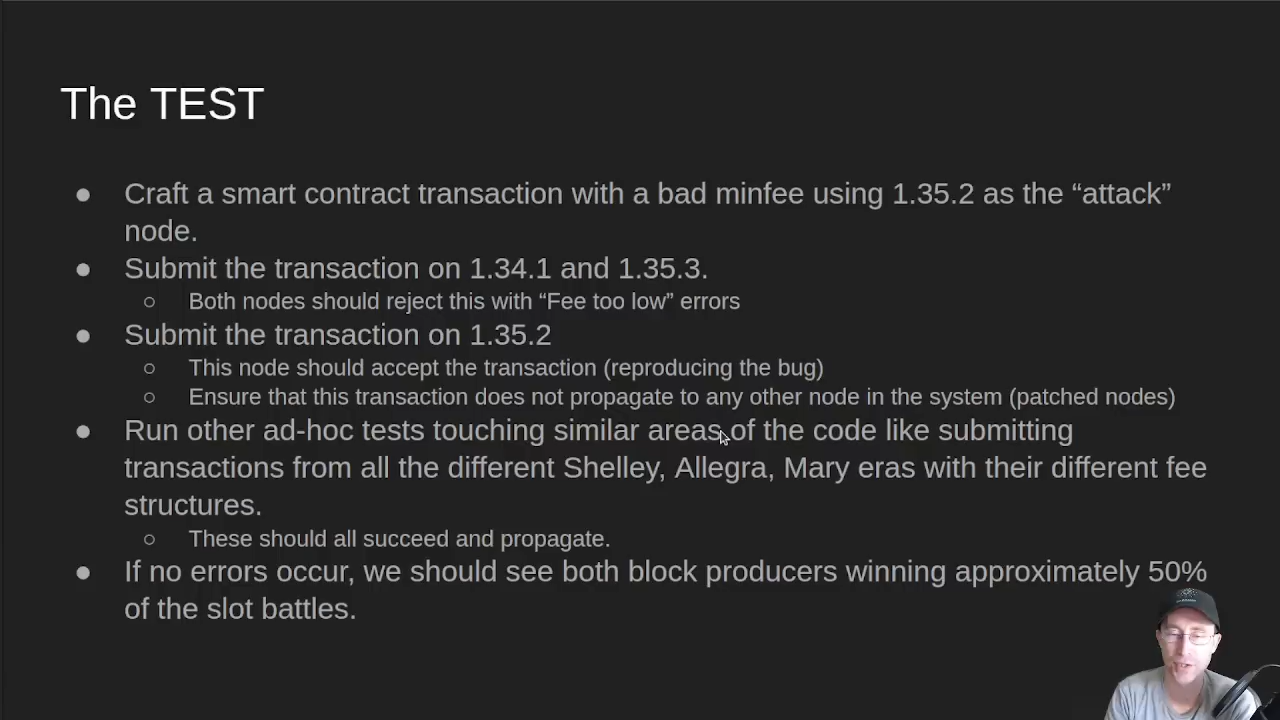 The TEST
● Craft a smart contract transaction with a bad minfee using 1.35.2 as the “attack”
node.
● Submit the transaction on 1.34.1 and 1.35.3.
○ Both nodes should reject this with “Fee too low” errors
● Submit the transaction on 1.35.2
○ This node should accept the transaction (reproducing the bug)
○ Ensure that this transaction does not propagate to any other node in the system (patched nodes)
● Run other ad-hoc tests touching similar areas of the code like submitting
transactions from all the different Shelley, Allegra, Mary eras with their different fee
structures.
○ These should all succeed and propagate.
● If no errors occur, we should see both block producers winning approximately 50%
of the slot battles.